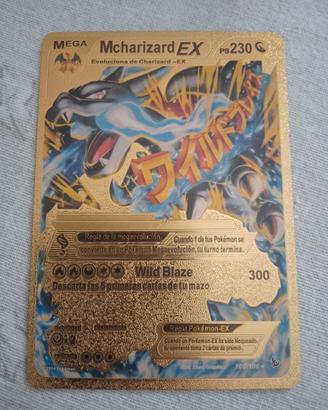 MEGA Mcharizard EX PS230
Evoluciona de Charizard -EX
ワイルドブレイズ
Regla de la megaevolución
Cuando 1 de tus Pokémon se
convierte en un Pokémon Megaevolución, tu turno termina.
Wild Blaze 300
Descarta las 5 primeras cartas de tu mazo
×2
Regla Pokémon-EX
Cuando un Pokémon-EX ha sido Noqueado,
tu oponente toma 2 cartas de premio.